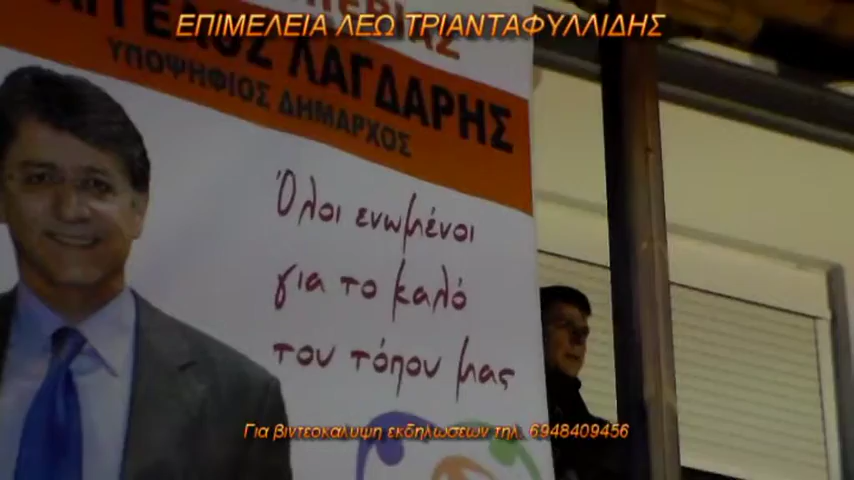 ΕΠΙΜΕΛΕΙΑ ΛΕΩ ΤΡΙΑΝΤΑΦΥΛΛΙΔΗΣ
ΛΑΓΔΑΡΗΣ
ΥΠΟΨΗΦΙΟΣ ΔΗΜΑΡΧΟΣ
Όλοι ενωμένοι
για το καλό
του τόπου μας
Για βιντεοκαλυψη εκδηλωσεων τηλ. 6948409456